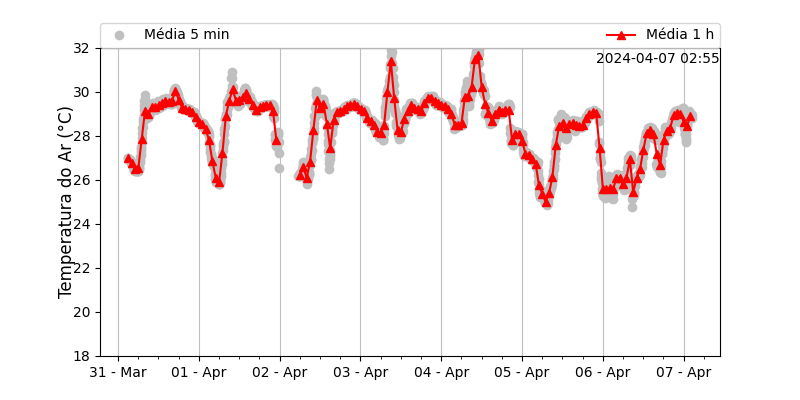 Média 5 min
Média 1 h
2024-04-07 02:55
Temperatura do Ar (°C)
32
30
28
26
24
22
20
18
31 - Mar
01 - Apr
02 - Apr
03 - Apr
04 - Apr
05 - Apr
06 - Apr
07 - Apr